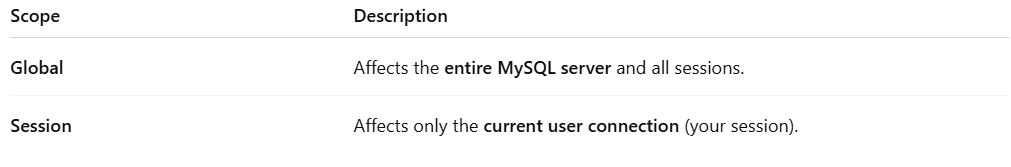 Scope Description
Global Affects the entire MySQL server and all sessions.
Session Affects only the current user connection (your session).